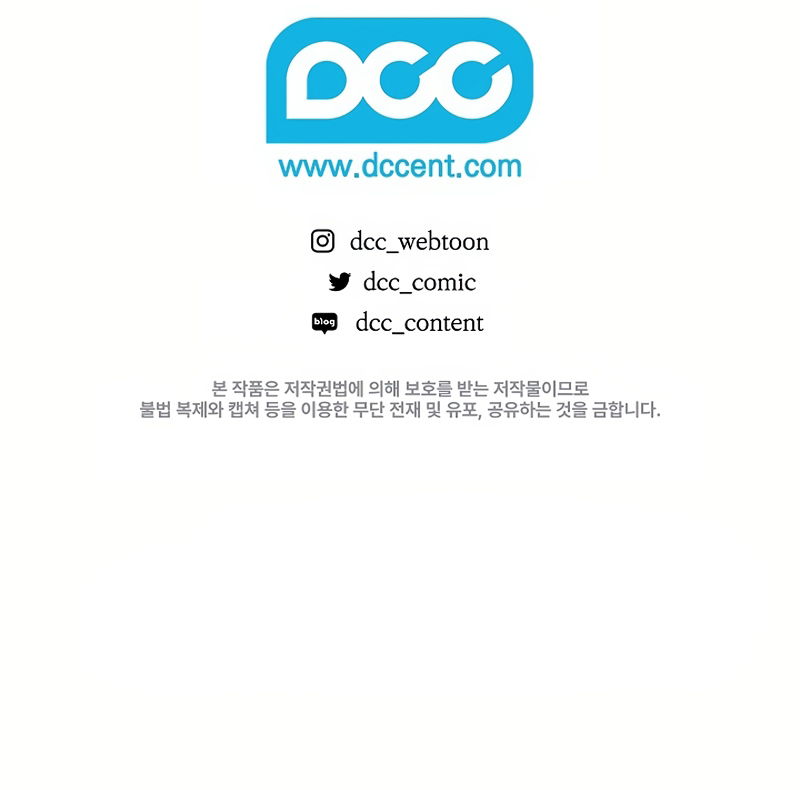 DCC
www.dccent.com
dcc_webtoon
dcc_comic
blog dcc_content
본 작품은 저작권법에 의해 보호를 받는 저작물이므로
불법 복제와 캡쳐 등을 이용한 무단 전재 및 유포, 공유하는 것을 금합니다.